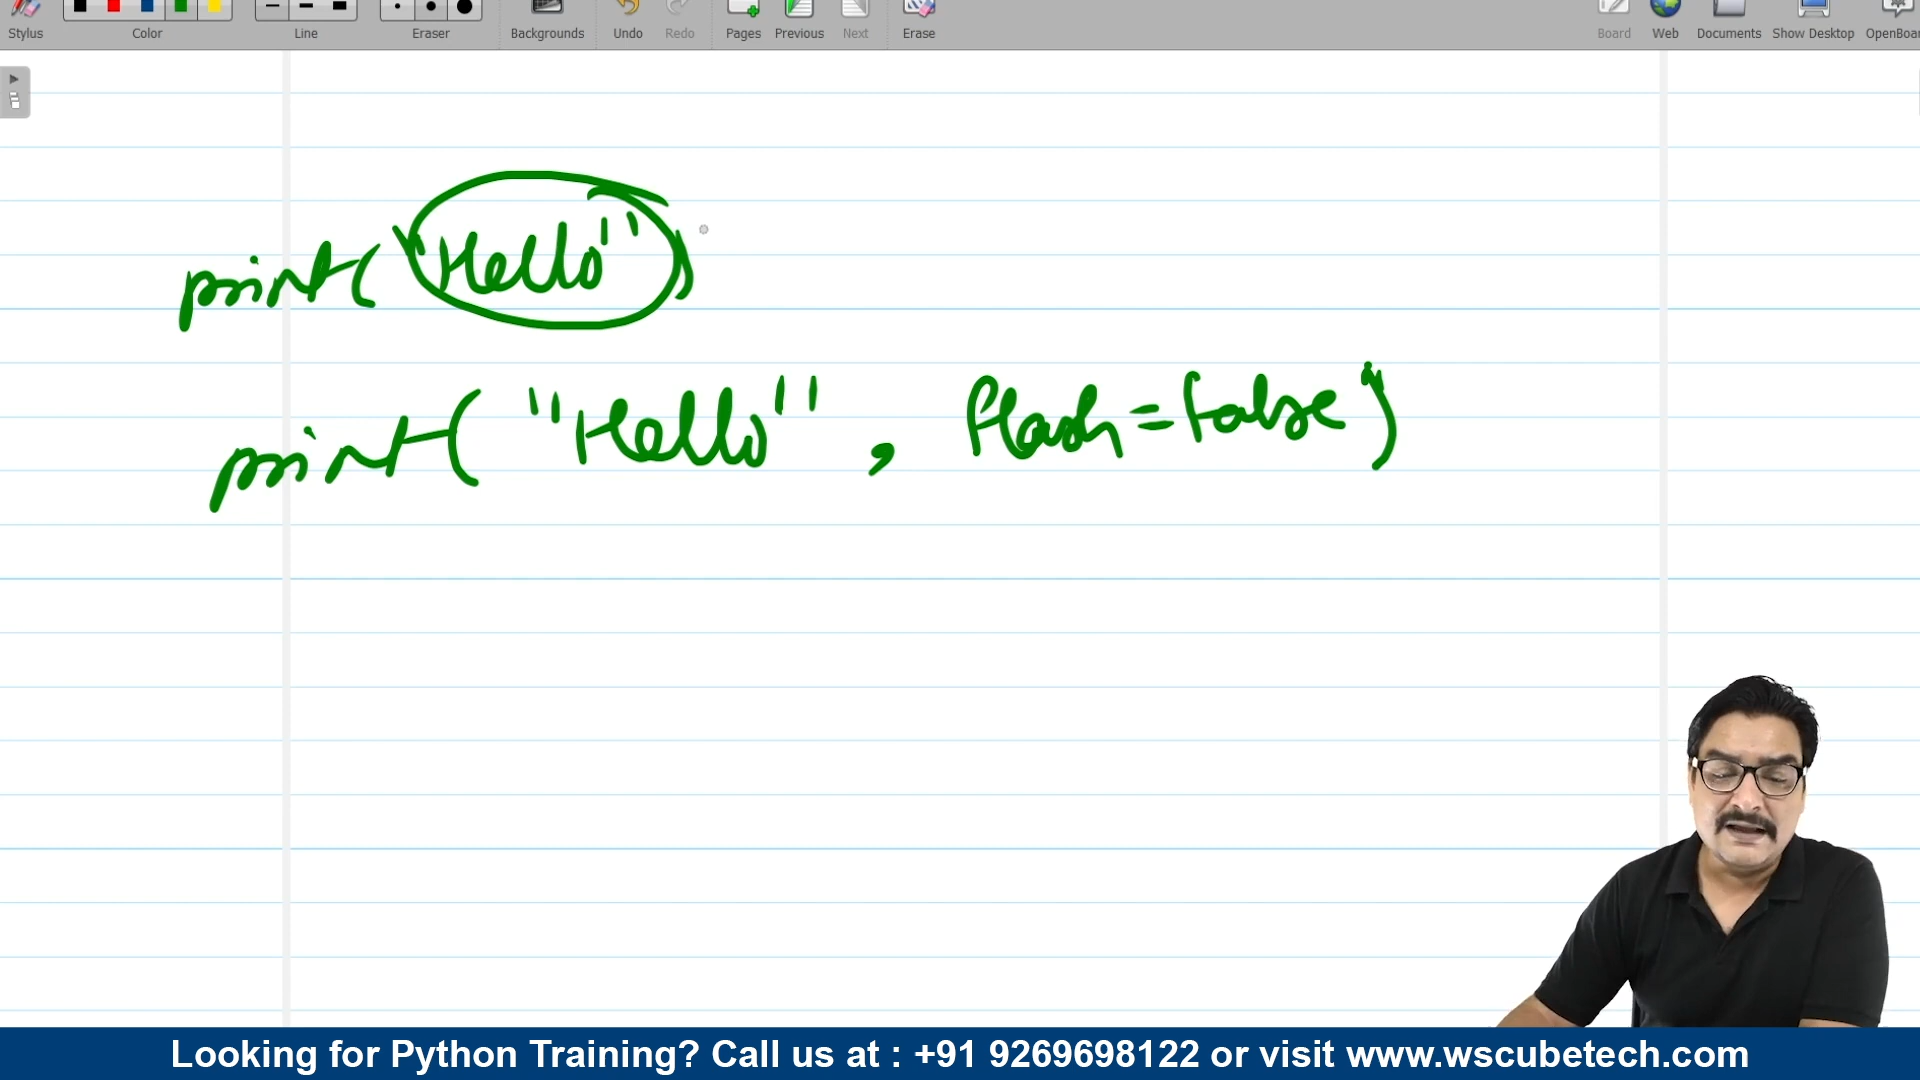 Stylus Color Line Eraser Backgrounds Undo Redo Pages Previous Next Erase Board Web Documents Show Desktop OpenBoar
print("Hello")
print("Hello", flash=false)
Looking for Python Training? Call us at : +91 9269698122 or visit www.wscubetech.com